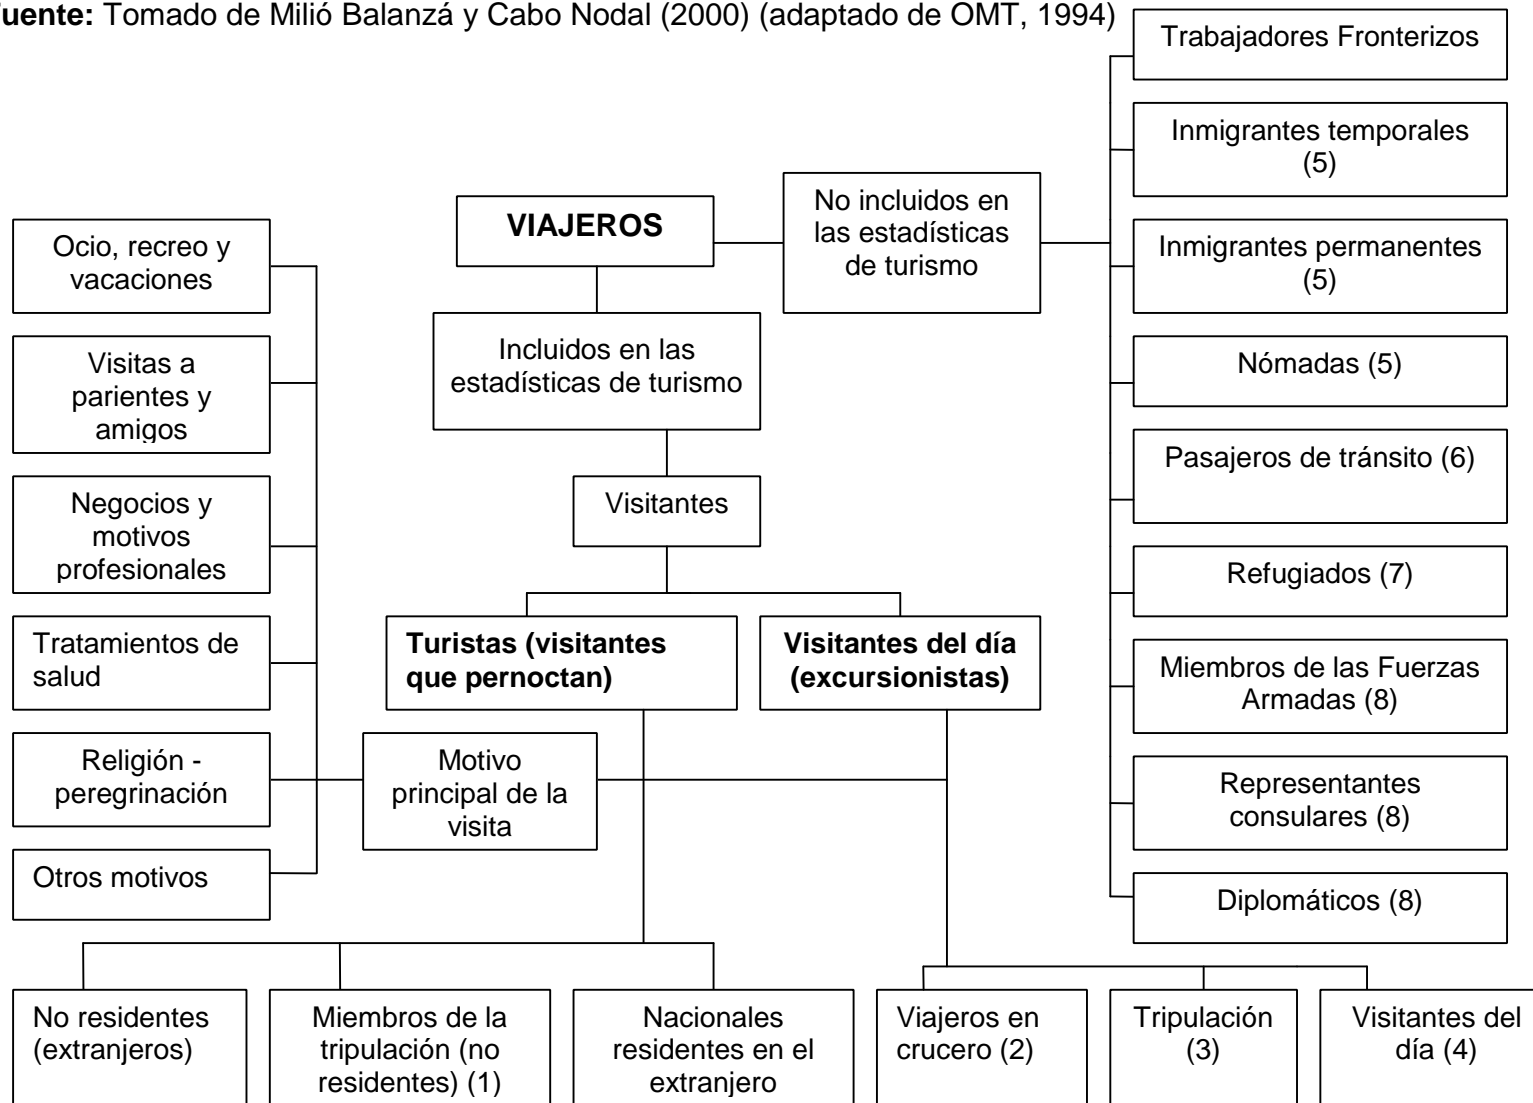 uente: Tomado de Milió Balanzá y Cabo Nodal (2000) (adaptado de OMT, 1994)
Trabajadores Fronterizos
Inmigrantes temporales
(5)
No incluidos en
las estadísticas
de turismo
VIAJEROS
Inmigrantes permanentes
(5)
Ocio, recreo y
vacaciones
Incluidos en las
estadísticas de turismo
Visitas a
parientes y
amigos
Nómadas (5)
Pasajeros de tránsito (6)
Visitantes
Negocios y
motivos
profesionales
Refugiados (7)
Tratamientos de
salud
Turistas (visitantes
que pernoctan)
Visitantes del día
(excursionistas)
Miembros de las Fuerzas
Armadas (8)
Religión -
peregrinación
Motivo
principal de la
visita
Representantes
consulares (8)
Otros motivos
Diplomáticos (8)
No residentes
(extranjeros)
Miembros de la
tripulación (no
residentes) (1)
Nacionales
residentes en el
extranjero
Viajeros en
crucero (2)
Tripulación
(3)
Visitantes del
día (4)